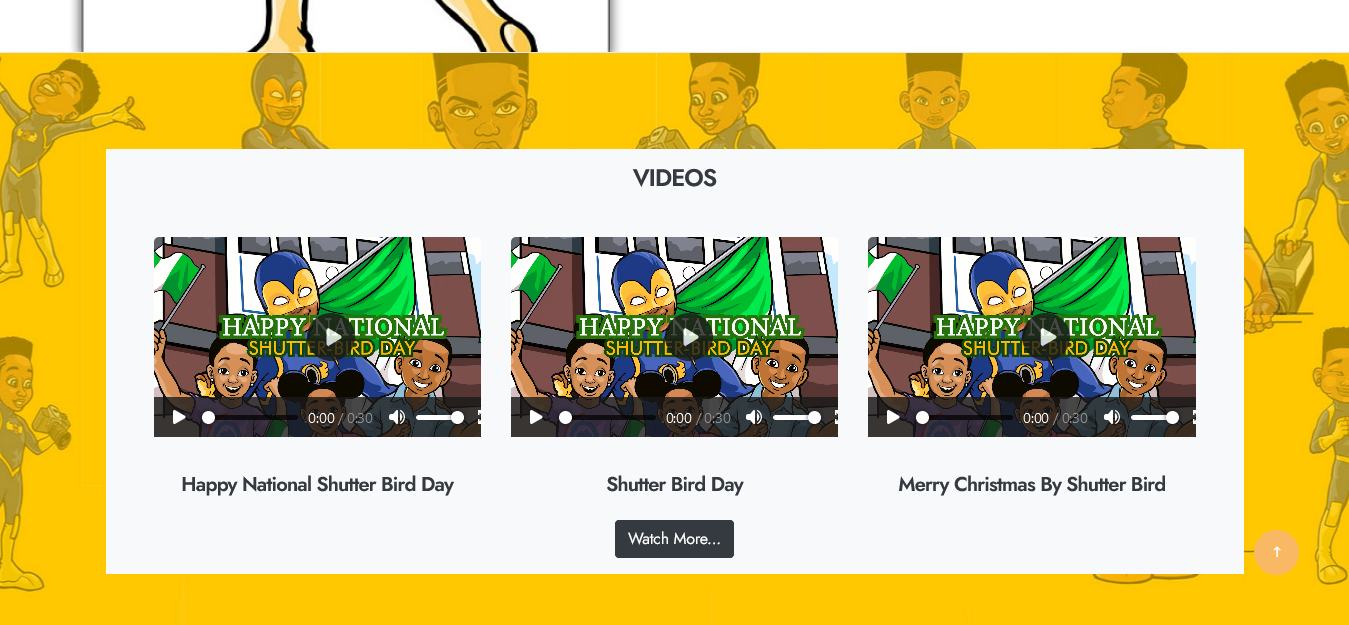 VIDEOS
HAPPY NATIONAL
SHUTTER-BIRD DAY
0:00 / 0:30
HAPPY NATIONAL
SHUTTER-BIRD DAY
0:00 / 0:30
HAPPY NATIONAL
SHUTTER-BIRD DAY
0:00 / 0:30
Happy National Shutter Bird Day
Shutter Bird Day
Merry Christmas By Shutter Bird
Watch More...